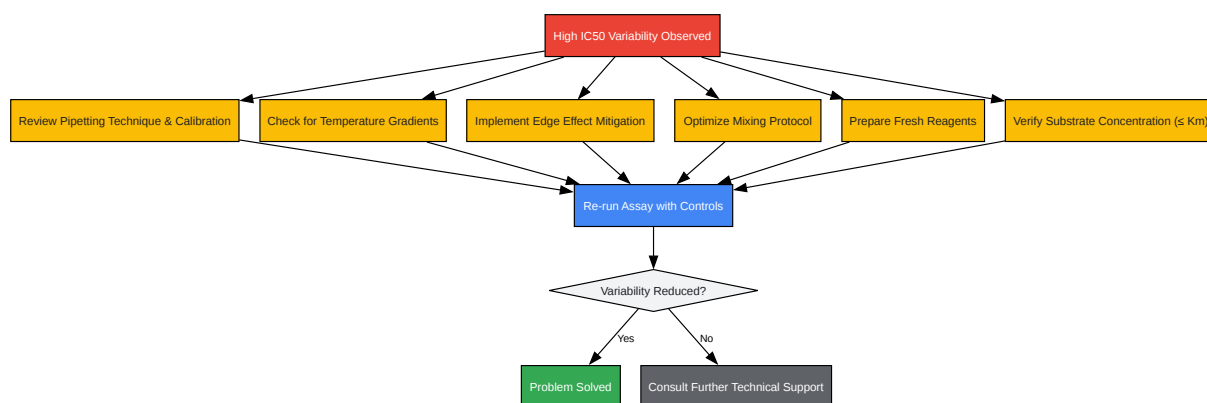 High IC50 Variability Observed
Review Pipetting Technique & Calibration
Check for Temperature Gradients
Implement Edge Effect Mitigation
Optimize Mixing Protocol
Prepare Fresh Reagents
Verify Substrate Concentration (≤ Km)
Re-run Assay with Controls
Variability Reduced?
Yes
No
Problem Solved
Consult Further Technical Support